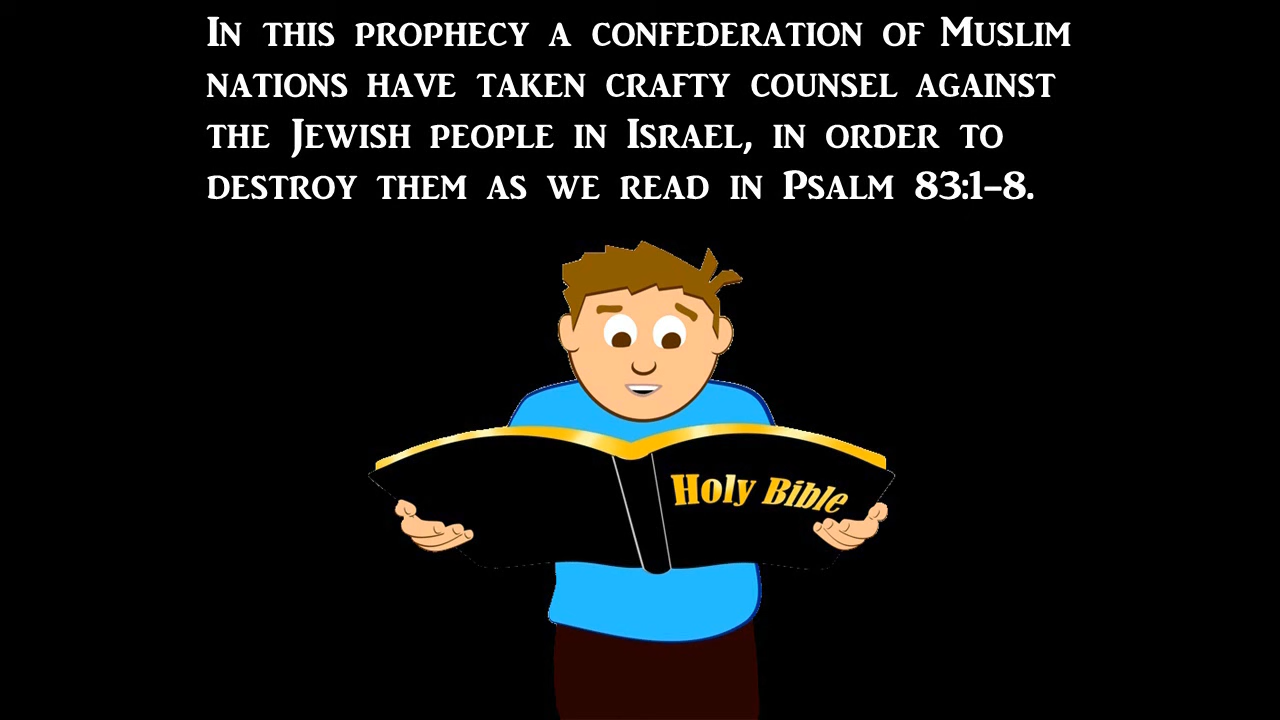 In this prophecy a confederation of Muslim
nations have taken crafty counsel against
the Jewish people in Israel, in order to
destroy them as we read in Psalm 83:1-8.
Holy Bible